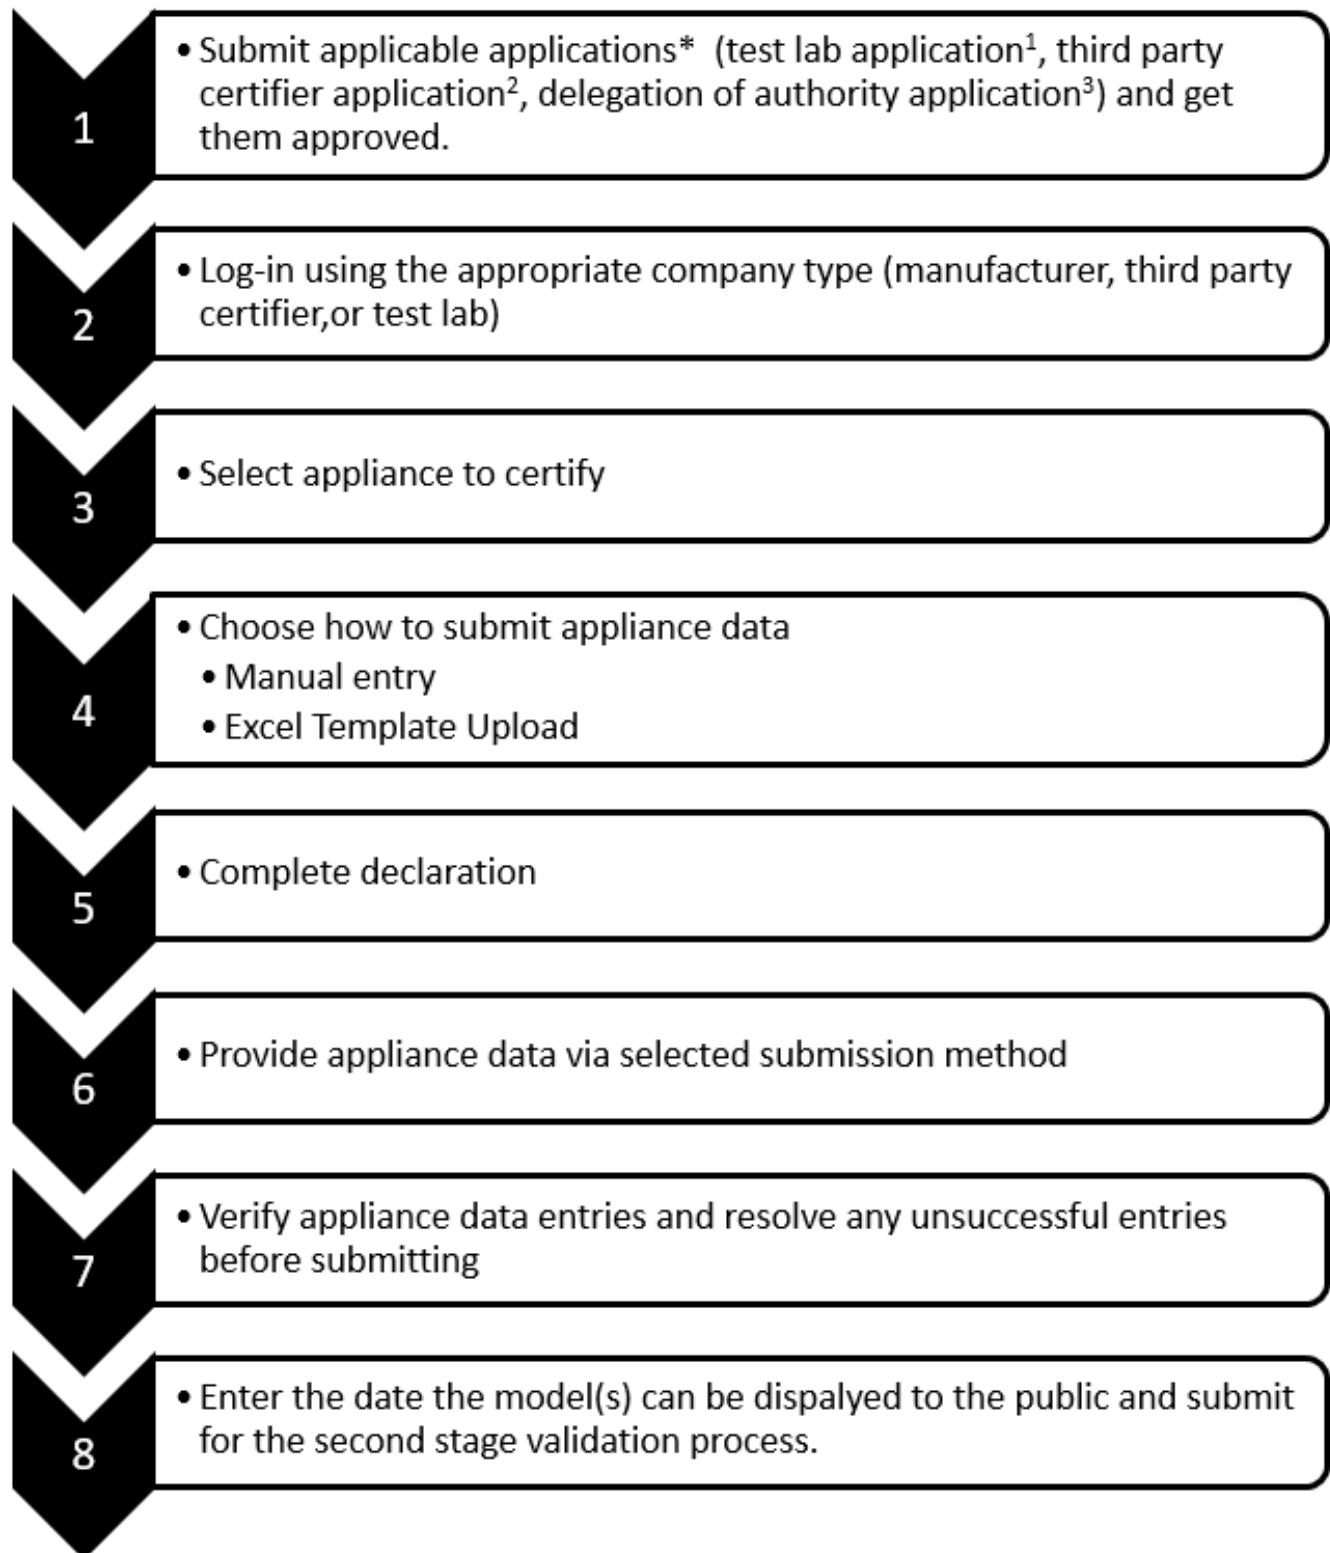 1
• Submit applicable applications* (test lab application¹, third party
certifier application², delegation of authority application³) and get
them approved.
2
• Log-in using the appropriate company type (manufacturer, third party
certifier,or test lab)
3
• Select appliance to certify
4
• Choose how to submit appliance data
• Manual entry
• Excel Template Upload
5
• Complete declaration
6
• Provide appliance data via selected submission method
7
• Verify appliance data entries and resolve any unsuccessful entries
before submitting
8
• Enter the date the model(s) can be dispalyed to the public and submit
for the second stage validation process.